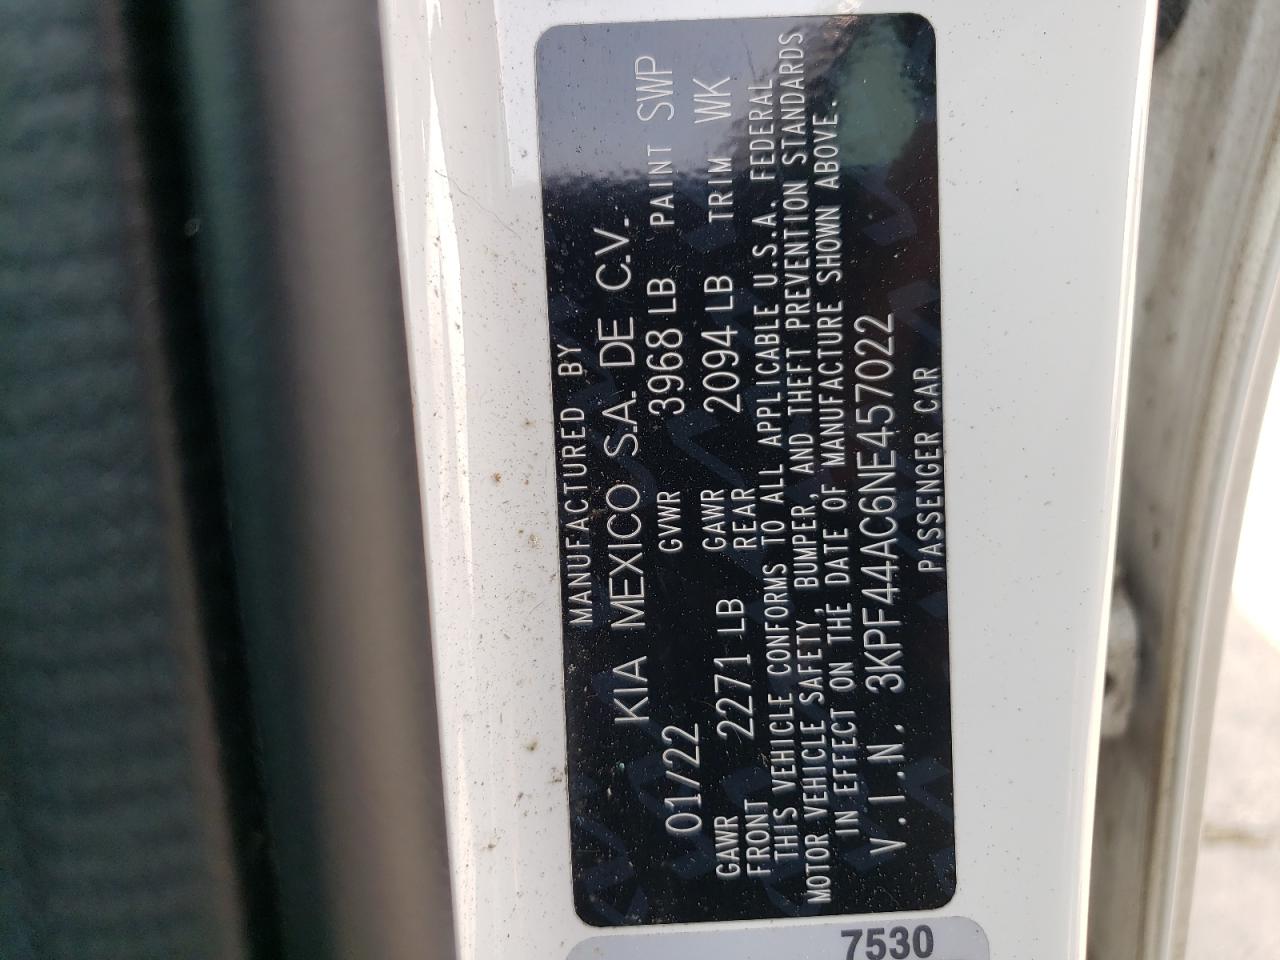 MANUFACTURED BY
KIA MEXICO S.A. DE C.V.
01/22 GVWR 3968 LB PAINT SWP
GAWR FRONT 2271 LB GAWR REAR 2094 LB TRIM WK
THIS VEHICLE CONFORMS TO ALL APPLICABLE U.S.A. FEDERAL
MOTOR VEHICLE SAFETY, BUMPER, AND THEFT PREVENTION STANDARDS
IN EFFECT ON THE DATE OF MANUFACTURE SHOWN ABOVE.
V.I.N. 3KPF44AC6NE457022
PASSENGER CAR
7530